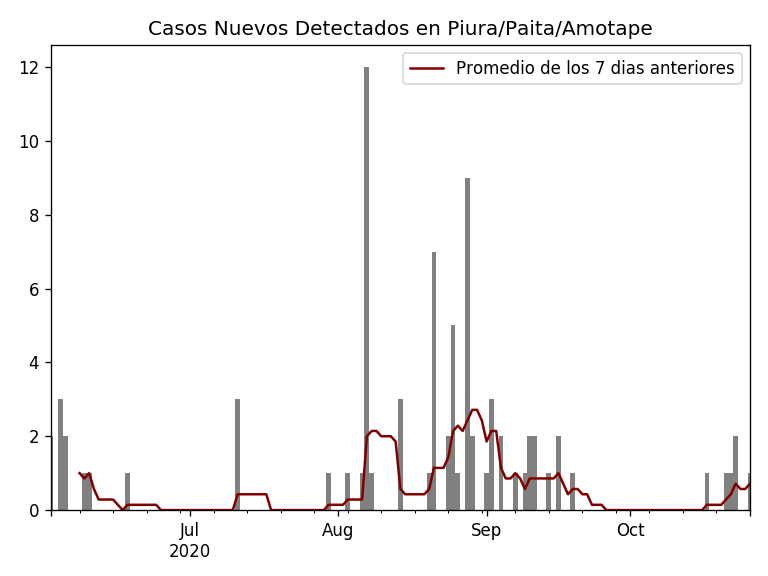 Casos Nuevos Detectados en Piura/Paita/Amotape
Promedio de los 7 dias anteriores
12
10
8
6
4
2
0
Jul
2020
Aug
Sep
Oct